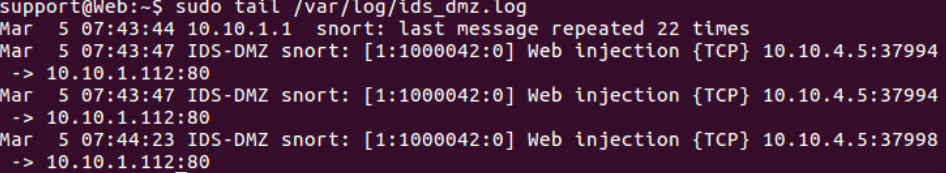 support@Web:~$ sudo tail /var/log/ids_dmz.log
Mar  5 07:43:44 10.10.1.1  snort: last message repeated 22 times
Mar  5 07:43:47 IDS-DMZ snort: [1:1000042:0] Web injection {TCP} 10.10.4.5:37994
 -> 10.10.1.112:80
Mar  5 07:43:47 IDS-DMZ snort: [1:1000042:0] Web injection {TCP} 10.10.4.5:37994
 -> 10.10.1.112:80
Mar  5 07:44:23 IDS-DMZ snort: [1:1000042:0] Web injection {TCP} 10.10.4.5:37998
 -> 10.10.1.112:80